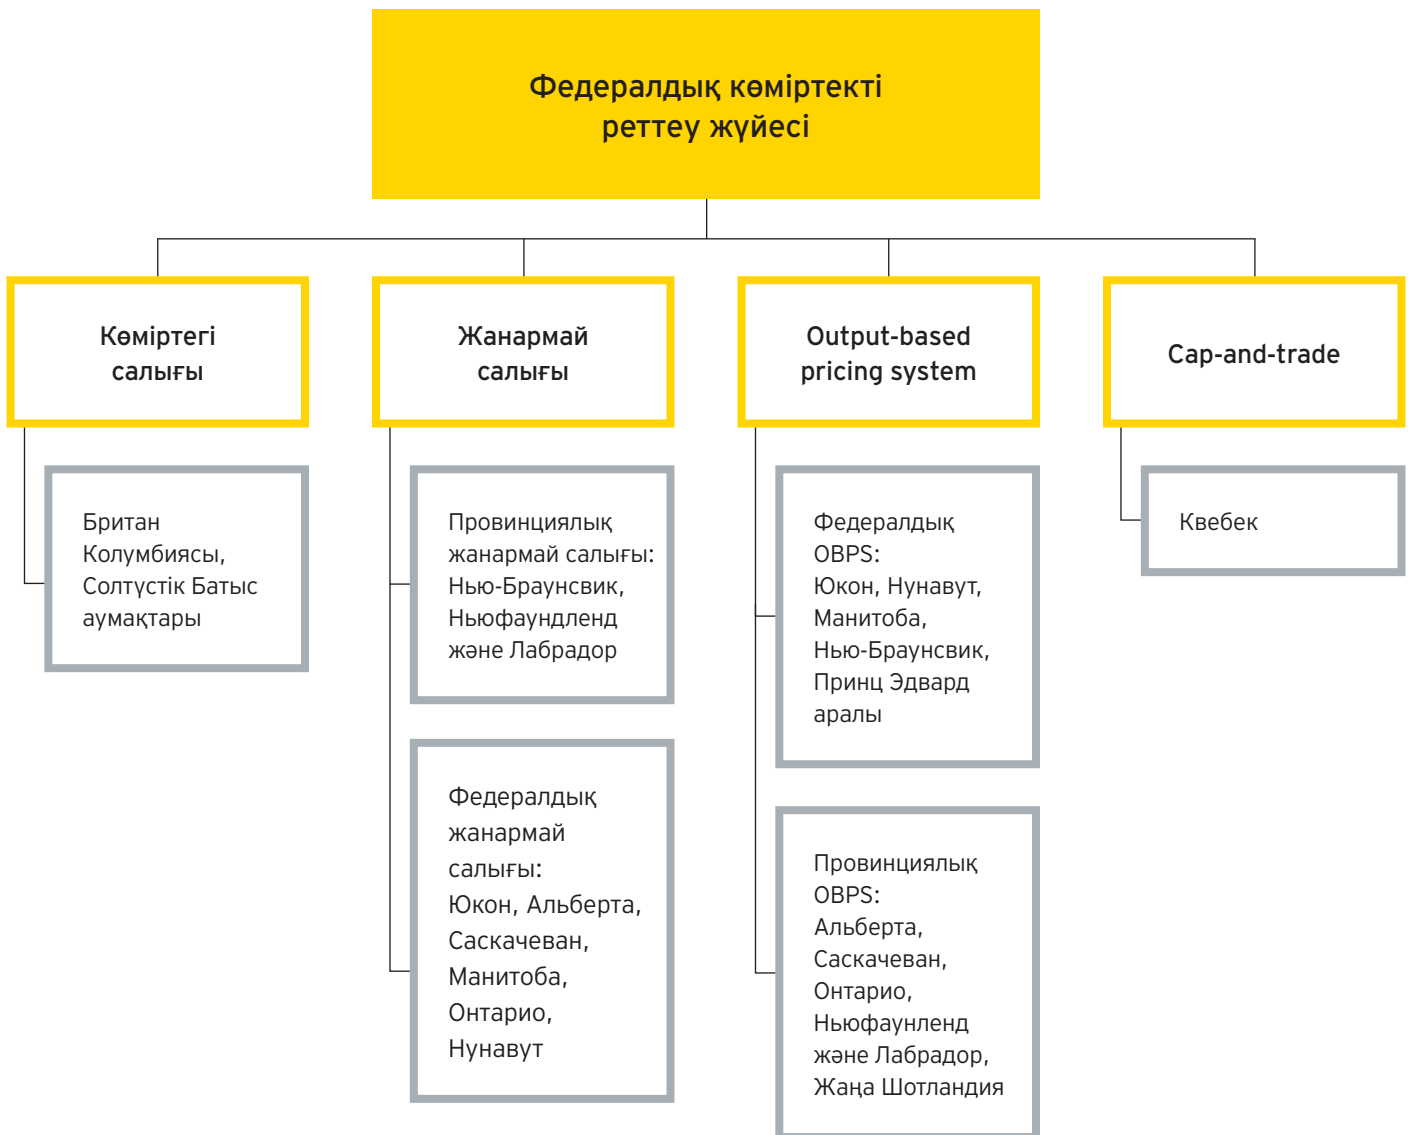 Федералдық көміртекті
реттеу жүйесі
Көміртегі
салығы
Жанармай
салығы
Output-based
pricing system
Cap-and-trade
Британ
Колумбиясы,
Солтүстік Батыс
аумақтары
Провинциялық
жанармай салығы:
Нью-Браунсвик,
Ньюфаундленд
және Лабрадор
Федералдық
жанармай
салығы:
Юкон, Альберта,
Саскачеван,
Манитоба,
Онтарио,
Нунавут
Федералдық
OBPS:
Юкон, Нунавут,
Манитоба,
Нью-Браунсвик,
Принц Эдвард
аралы
Провинциялық
OBPS:
Альберта,
Саскачеван,
Онтарио,
Ньюфаунленд
және Лабрадор,
Жаңа Шотландия
Квебек